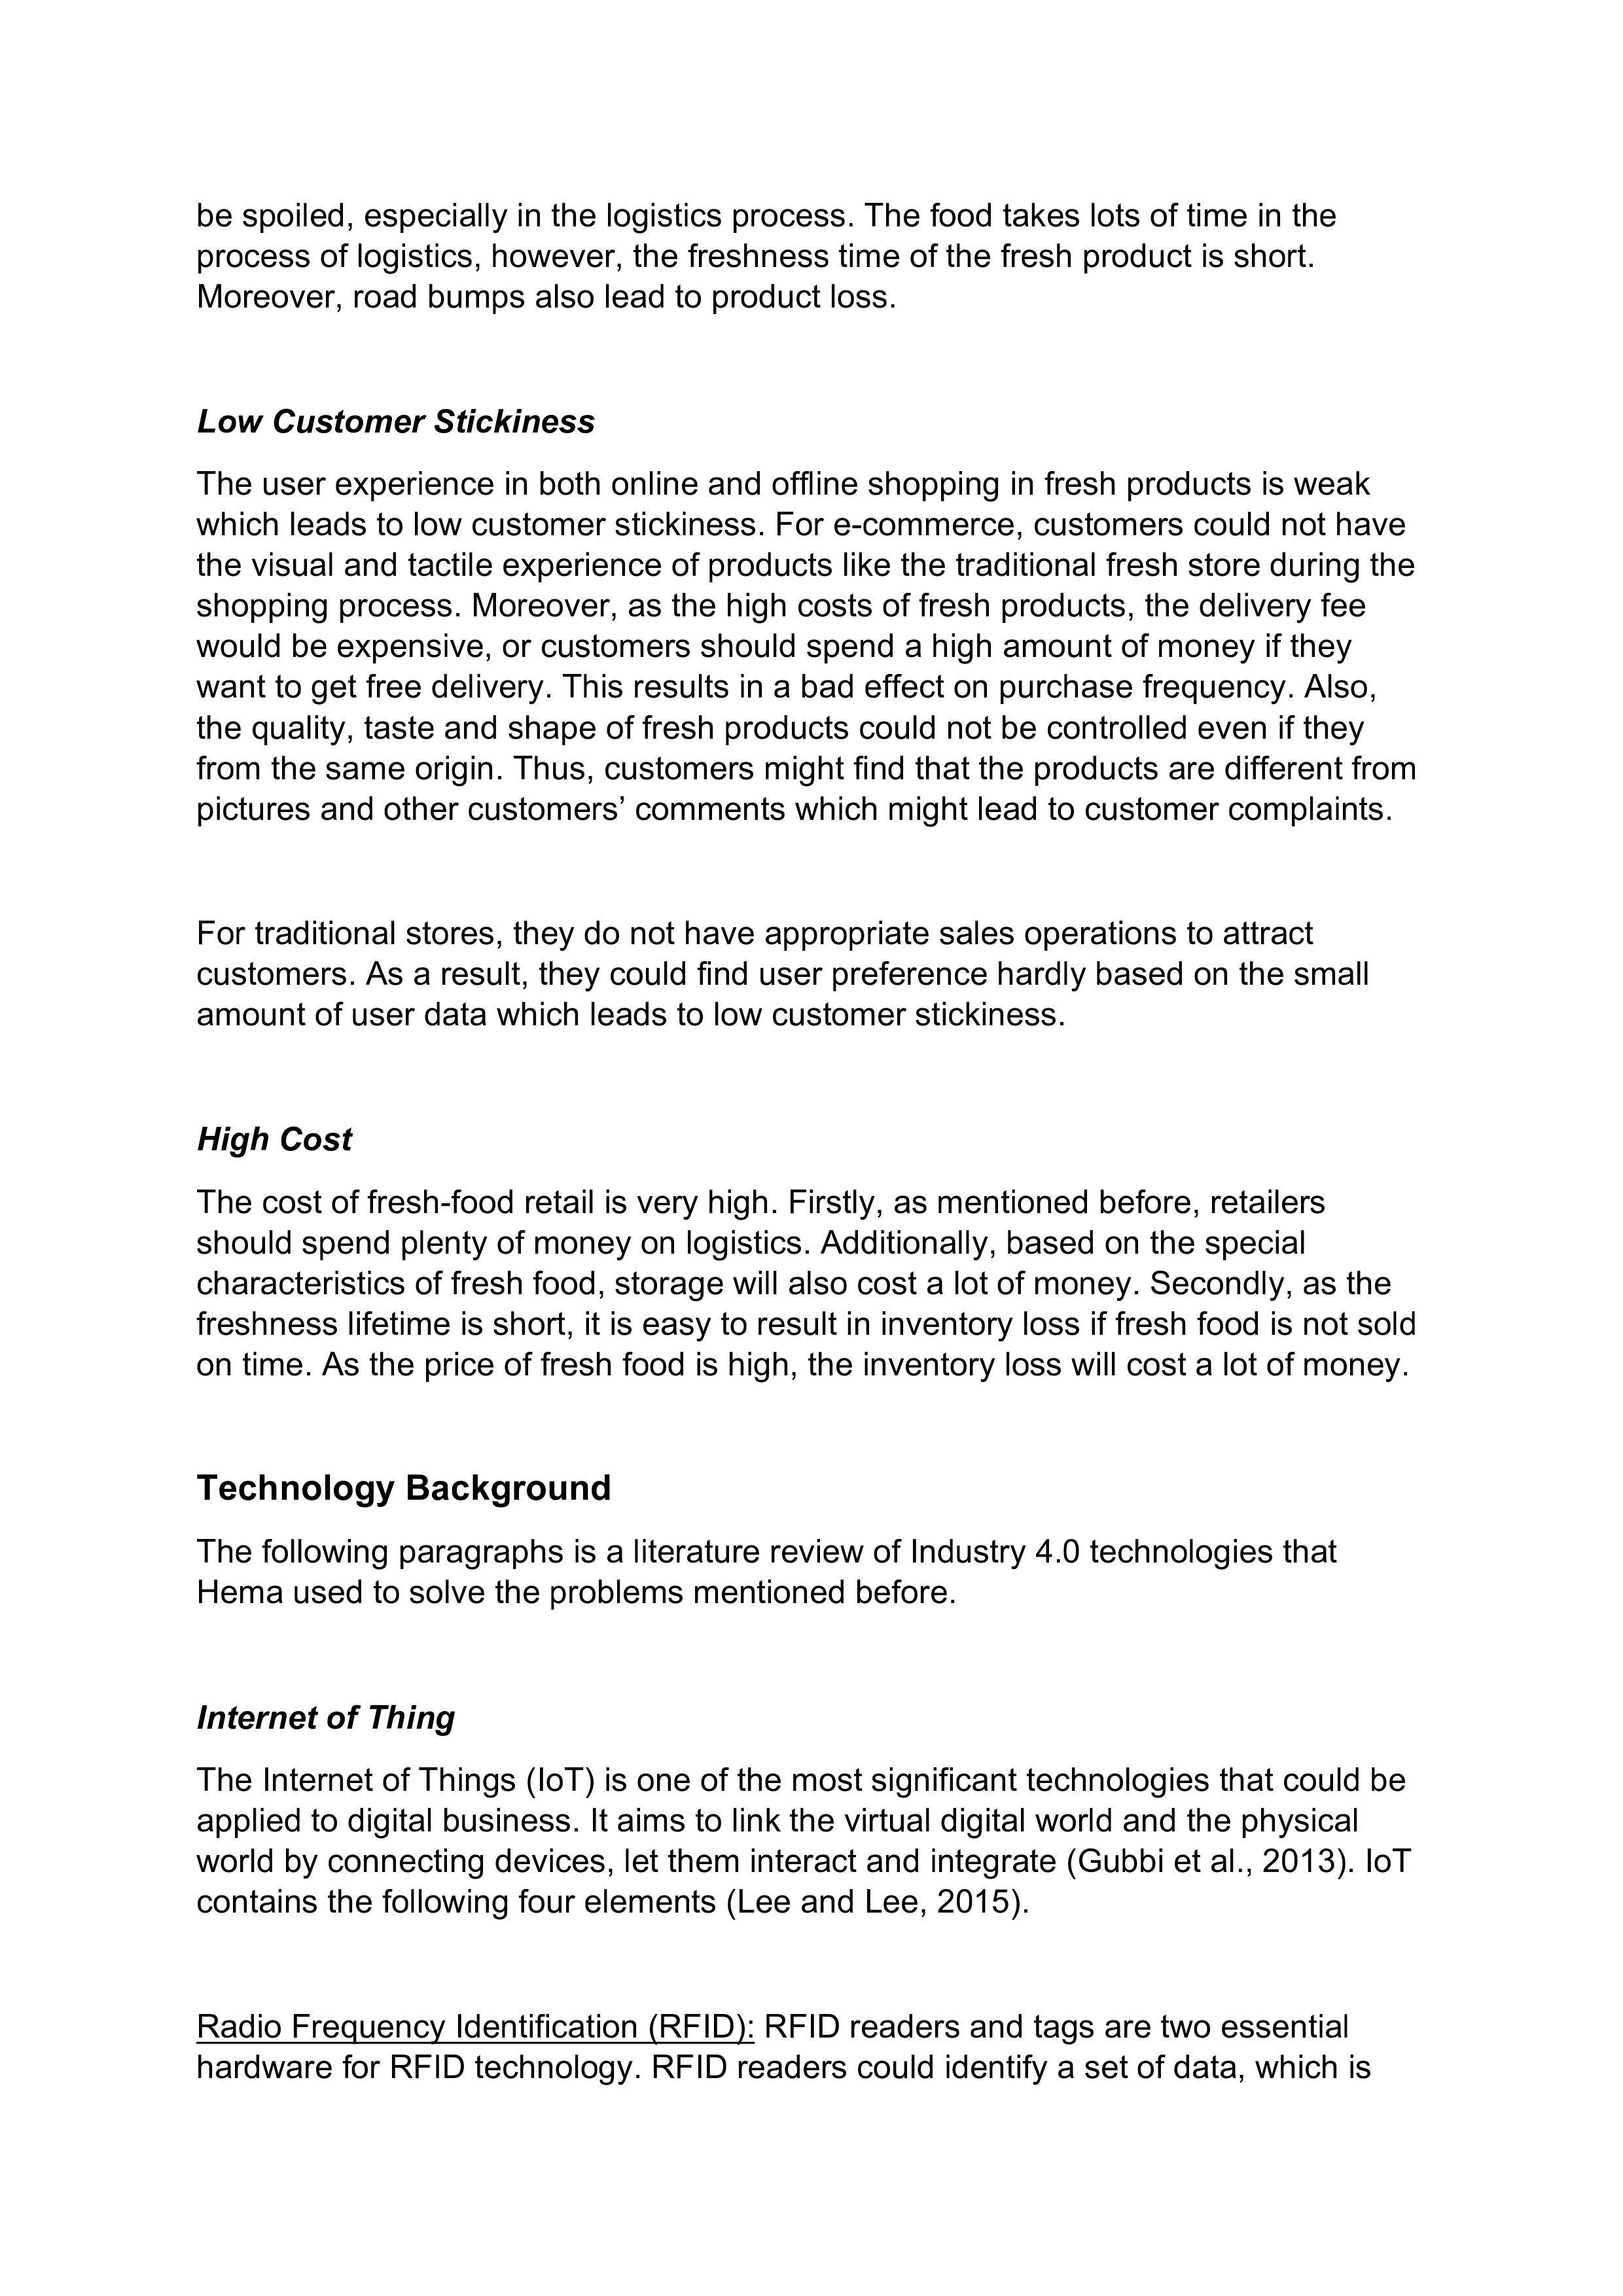 be spoiled, especially in the logistics process. The food takes lots of time in the
process of logistics, however, the freshness time of the fresh product is short.
Moreover, road bumps also lead to product loss.
Low Customer Stickiness
The user experience in both online and offline shopping in fresh products is weak
which leads to low customer stickiness. For e-commerce, customers could not have
the visual and tactile experience of products like the traditional fresh store during the
shopping process. Moreover, as the high costs of fresh products, the delivery fee
would be expensive, or customers should spend a high amount of money if they
want to get free delivery. This results in a bad effect on purchase frequency. Also,
the quality, taste and shape of fresh products could not be controlled even if they
from the same origin. Thus, customers might find that the products are different from
pictures and other customers’ comments which might lead to customer complaints.
For traditional stores, they do not have appropriate sales operations to attract
customers. As a result, they could find user preference hardly based on the small
amount of user data which leads to low customer stickiness.
High Cost
The cost of fresh-food retail is very high. Firstly, as mentioned before, retailers
should spend plenty of money on logistics. Additionally, based on the special
characteristics of fresh food, storage will also cost a lot of money. Secondly, as the
freshness lifetime is short, it is easy to result in inventory loss if fresh food is not sold
on time. As the price of fresh food is high, the inventory loss will cost a lot of money.
Technology Background
The following paragraphs is a literature review of Industry 4.0 technologies that
Hema used to solve the problems mentioned before.
Internet of Thing
The Internet of Things (IoT) is one of the most significant technologies that could be
applied to digital business. It aims to link the virtual digital world and the physical
world by connecting devices, let them interact and integrate (Gubbi et al., 2013). IoT
contains the following four elements (Lee and Lee, 2015).
Radio Frequency Identification (RFID): RFID readers and tags are two essential
hardware for RFID technology. RFID readers could identify a set of data, which is